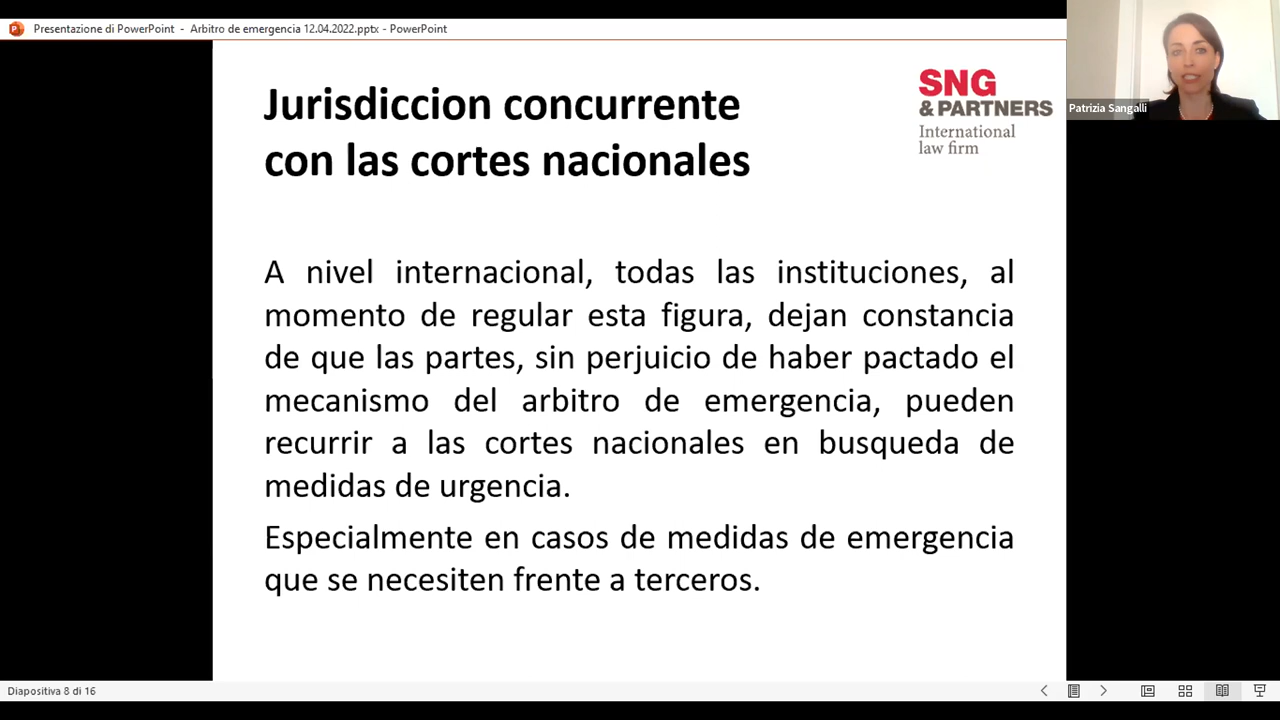 Presentazione di PowerPoint - Arbitro de emergencia 12.04.2022.pptx - PowerPoint
Jurisdiccion concurrente
con las cortes nacionales
SNG
& PARTNERS
International
law firm
Patrizia Sangalli
A nivel internacional, todas las instituciones, al
momento de regular esta figura, dejan constancia
de que las partes, sin perjuicio de haber pactado el
mecanismo del arbitro de emergencia, pueden
recurrir a las cortes nacionales en busqueda de
medidas de urgencia.
Especialmente en casos de medidas de emergencia
que se necesiten frente a terceros.
Diapositiva 8 di 16